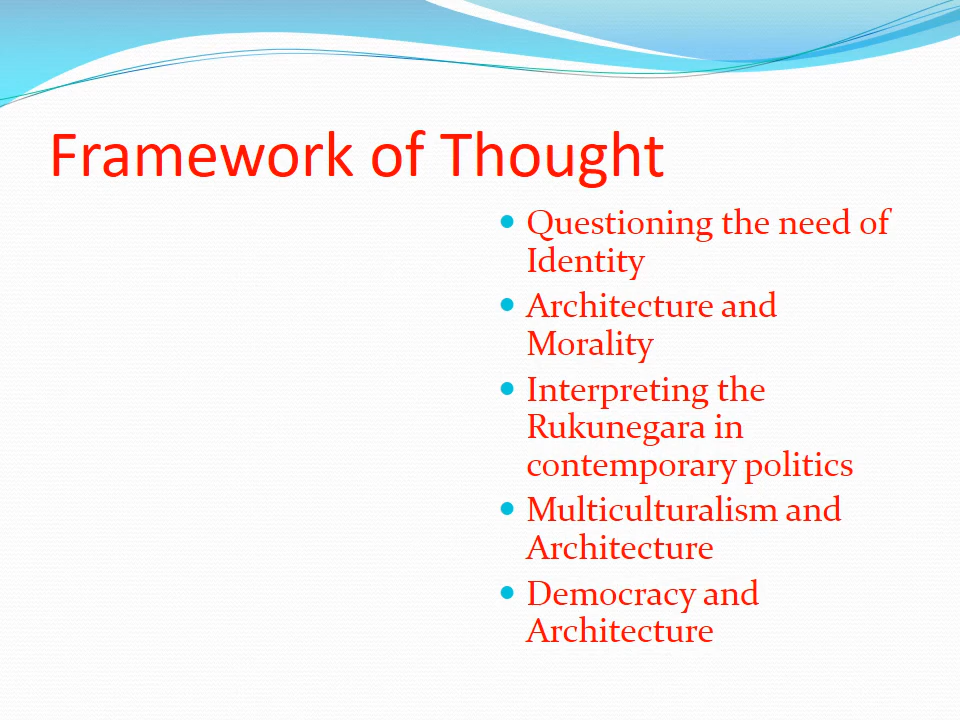 Framework of Thought
• Questioning the need of
Identity
• Architecture and
Morality
• Interpreting the
Rukunegara in
contemporary politics
• Multiculturalism and
Architecture
• Democracy and
Architecture